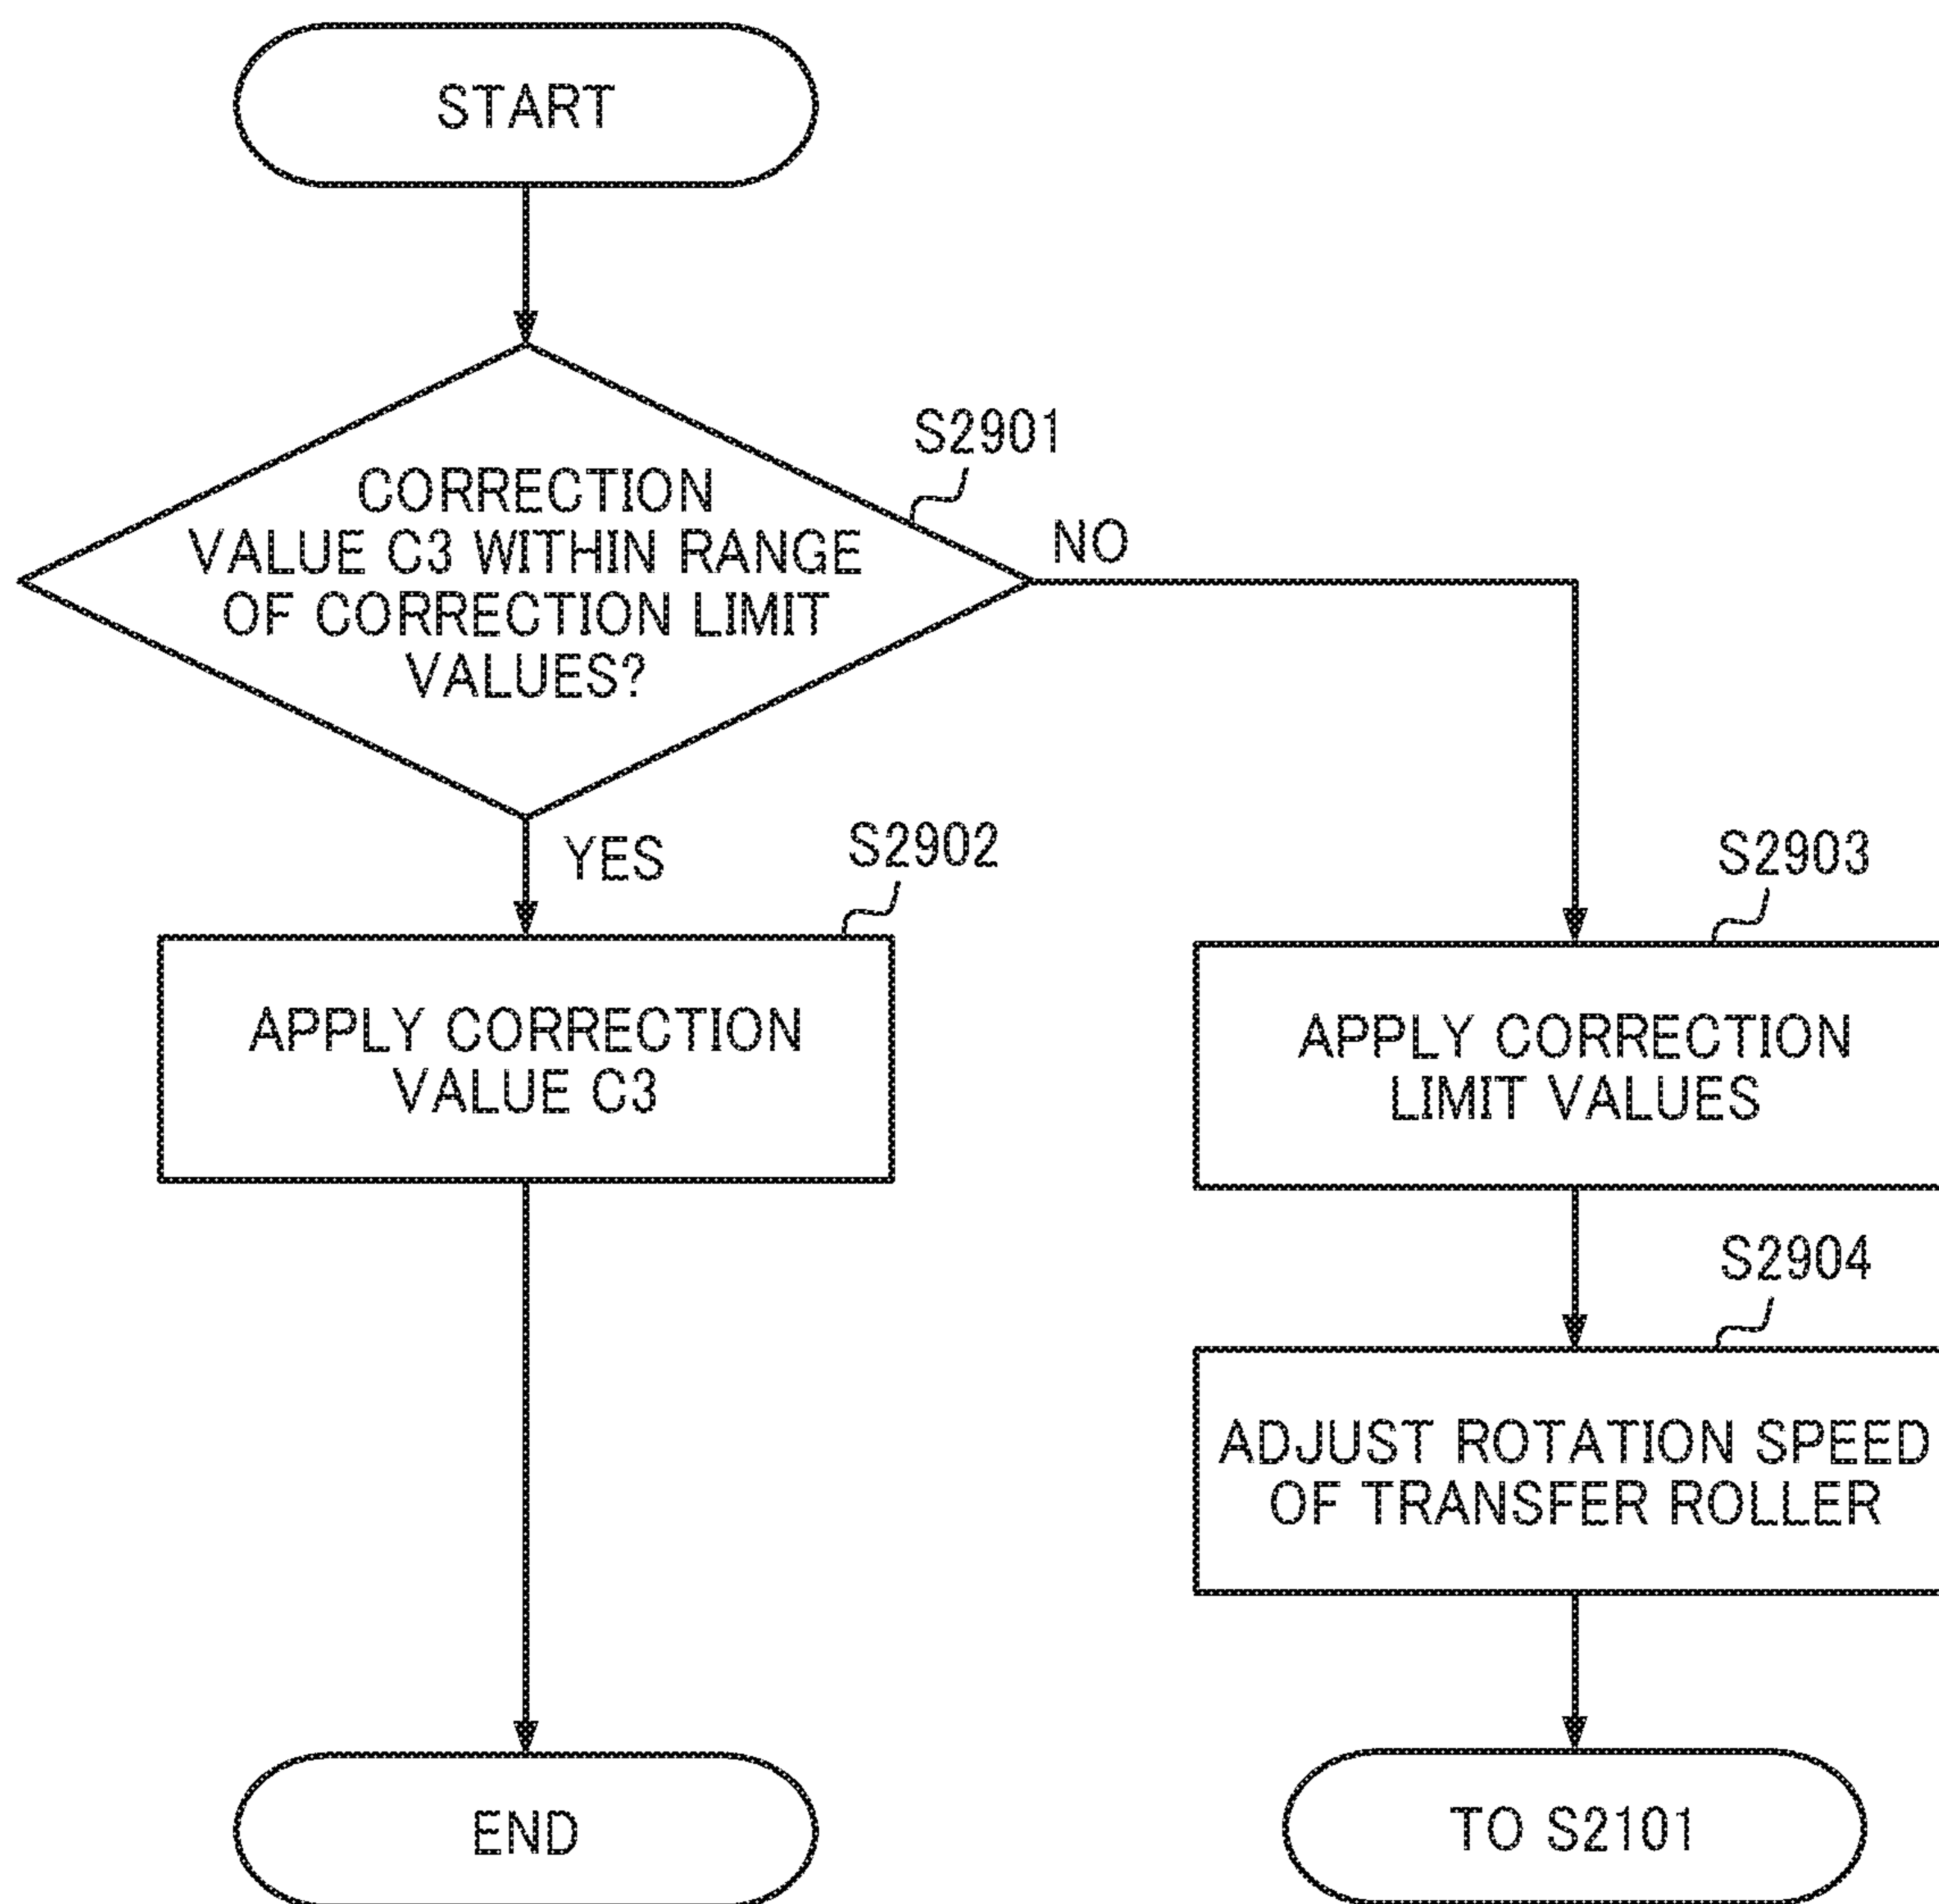 START
S2901
CORRECTION
VALUE C3 WITHIN RANGE
OF CORRECTION LIMIT
VALUES?
NO
YES
S2902
APPLY CORRECTION
VALUE C3
S2903
APPLY CORRECTION
LIMIT VALUES
S2904
ADJUST ROTATION SPEED
OF TRANSFER ROLLER
END
TO S2101